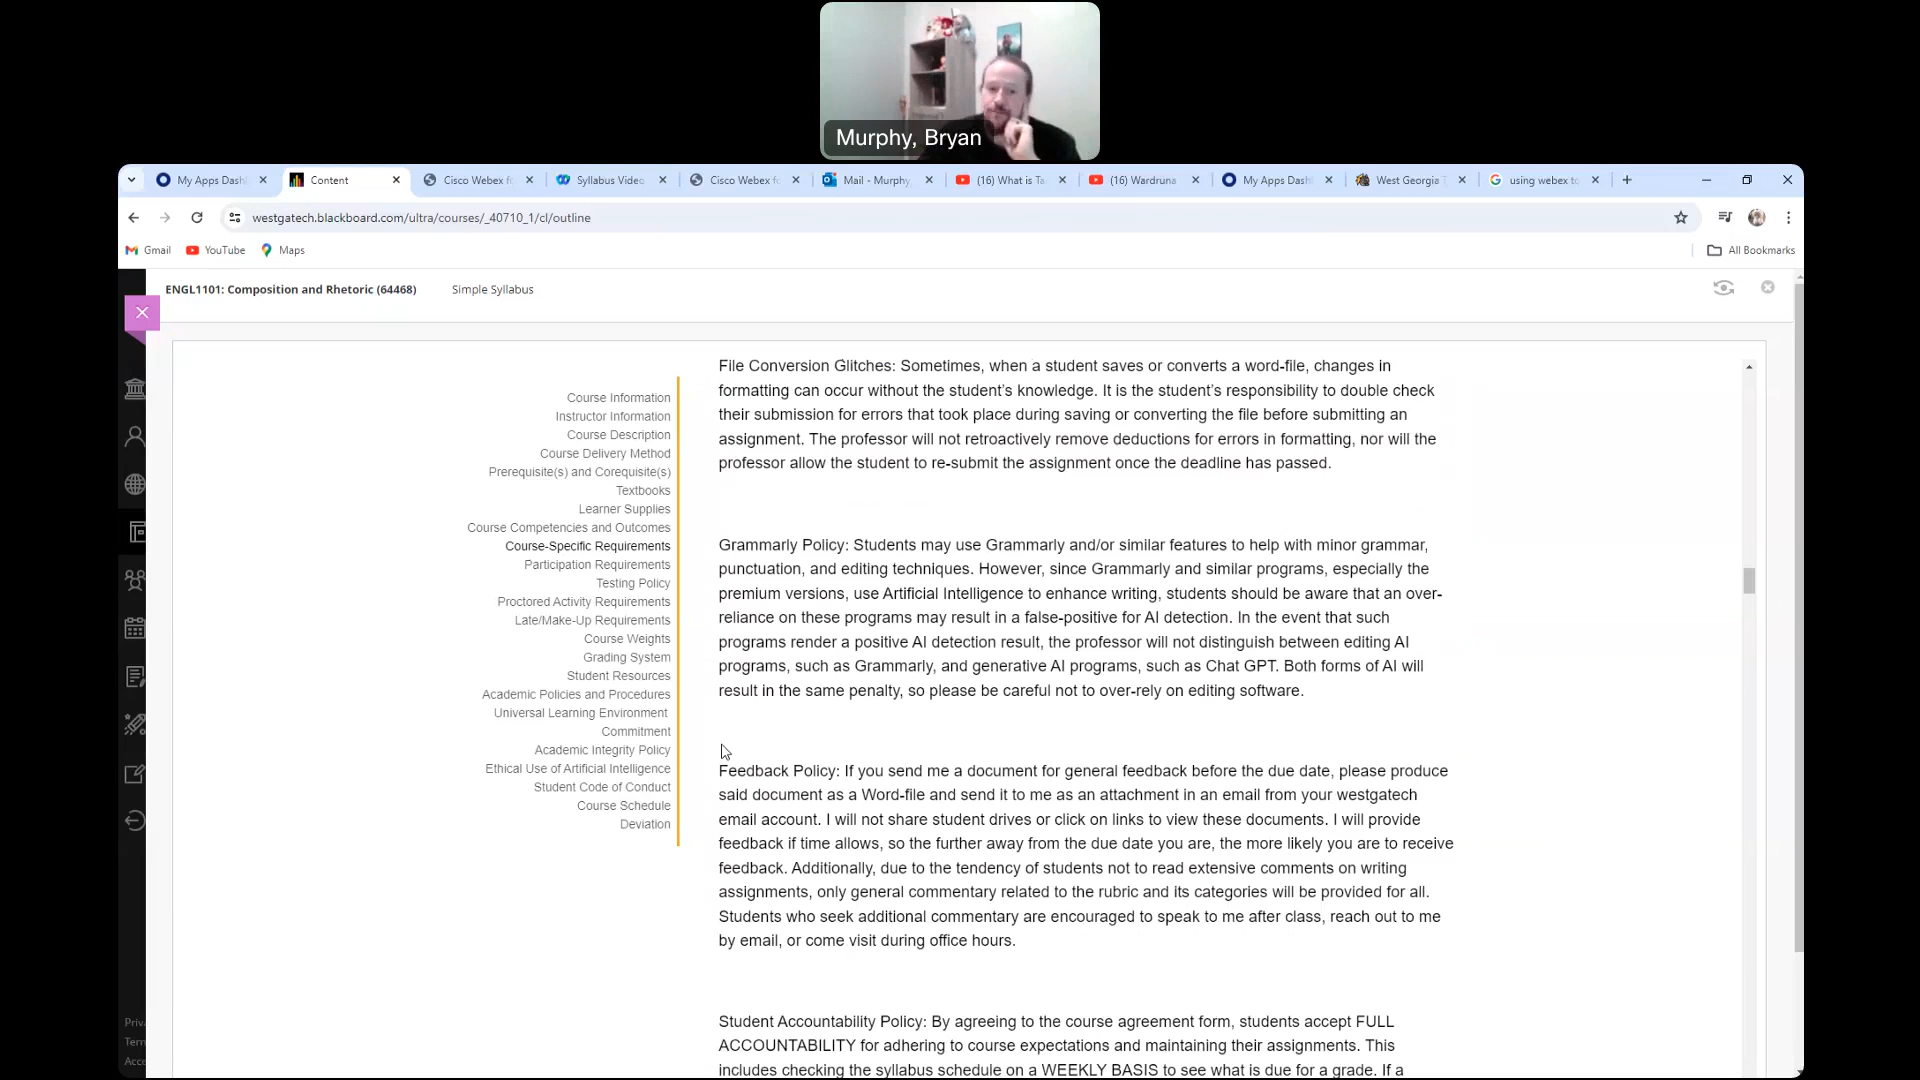 Murphy, Bryan
My Apps Dash
Content
Cisco Webex fo
Syllabus Video
Cisco Webex fo
Mail - Murphy,
(16) What is Ta
(16) Wardruna
My Apps Dash
West Georgia T
using webex to
westgatech.blackboard.com/ultra/courses/_40710_1/cl/outline
Gmail
YouTube
Maps
All Bookmarks
ENGL1101: Composition and Rhetoric (64468)
Simple Syllabus
Course Information
Instructor Information
Course Description
Course Delivery Method
Prerequisite(s) and Corequisite(s)
Textbooks
Learner Supplies
Course Competencies and Outcomes
Course-Specific Requirements
Participation Requirements
Testing Policy
Proctored Activity Requirements
Late/Make-Up Requirements
Course Weights
Grading System
Student Resources
Academic Policies and Procedures
Universal Learning Environment
Commitment
Academic Integrity Policy
Ethical Use of Artificial Intelligence
Student Code of Conduct
Course Schedule
Deviation
File Conversion Glitches: Sometimes, when a student saves or converts a word-file, changes in
formatting can occur without the student's knowledge. It is the student's responsibility to double check
their submission for errors that took place during saving or converting the file before submitting an
assignment. The professor will not retroactively remove deductions for errors in formatting, nor will the
professor allow the student to re-submit the assignment once the deadline has passed.
Grammarly Policy: Students may use Grammarly and/or similar features to help with minor grammar,
punctuation, and editing techniques. However, since Grammarly and similar programs, especially the
premium versions, use Artificial Intelligence to enhance writing, students should be aware that an over-
reliance on these programs may result in a false-positive for AI detection. In the event that such
programs render a positive AI detection result, the professor will not distinguish between editing AI
programs, such as Grammarly, and generative AI programs, such as Chat GPT. Both forms of AI will
result in the same penalty, so please be careful not to over-rely on editing software.
Feedback Policy: If you send me a document for general feedback before the due date, please produce
said document as a Word-file and send it to me as an attachment in an email from your westgatech
email account. I will not share student drives or click on links to view these documents. I will provide
feedback if time allows, so the further away from the due date you are, the more likely you are to receive
feedback. Additionally, due to the tendency of students not to read extensive comments on writing
assignments, only general commentary related to the rubric and its categories will be provided for all.
Students who seek additional commentary are encouraged to speak to me after class, reach out to me
by email, or come visit during office hours.
Student Accountability Policy: By agreeing to the course agreement form, students accept FULL
ACCOUNTABILITY for adhering to course expectations and maintaining their assignments. This
includes checking the syllabus schedule on a WEEKLY BASIS to see what is due for a grade. If a
Priva
Term
Acce